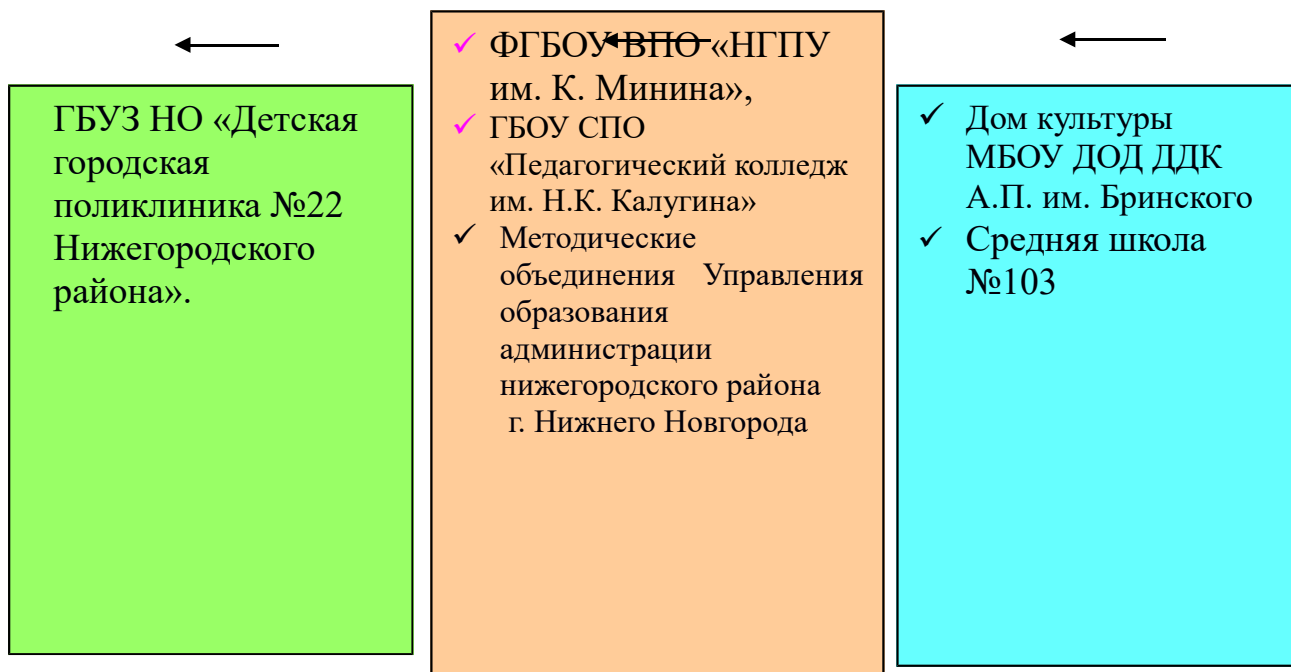 ГБУЗ НО «Детская
городская
поликлиника №22
Нижегородского
района».
ФГБОУ ВПО «НГПУ
им. К. Минина»,
ГБОУ СПО
«Педагогический колледж
им. Н.К. Калугина»
Методические
объединения Управления
образования
администрации
нижегородского района
г. Нижнего Новгорода
Дом культуры
МБОУ ДОД ДДК
А.П. им. Бринского
Средняя школа
№103